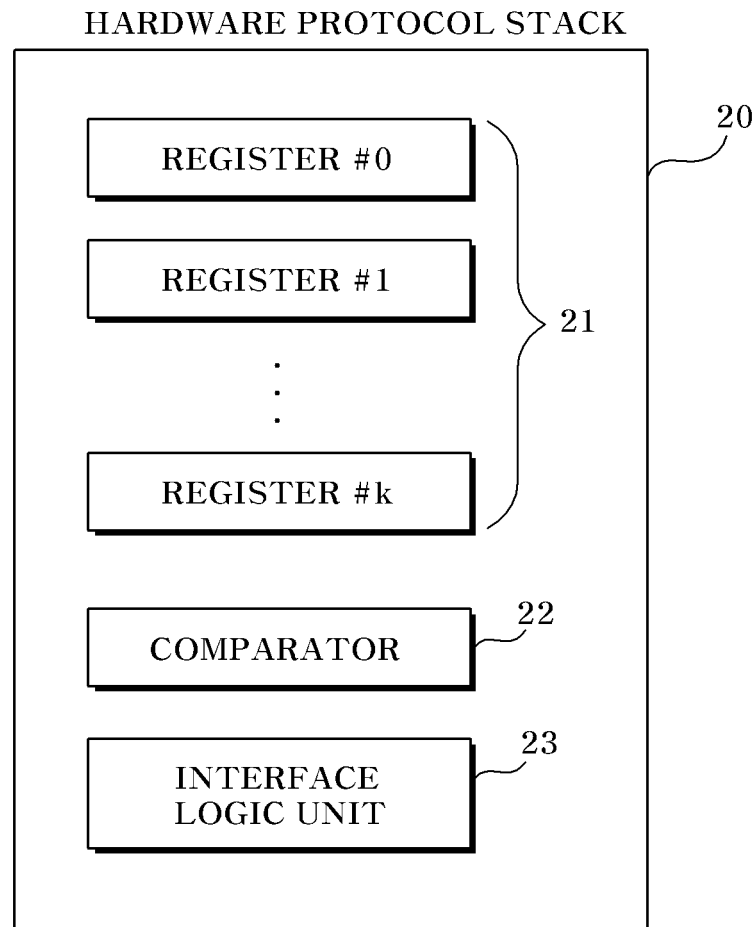 HARDWARE PROTOCOL STACK
20
REGISTER #0
REGISTER #1
21
.
.
.
REGISTER #k
22
COMPARATOR
23
INTERFACE
LOGIC UNIT